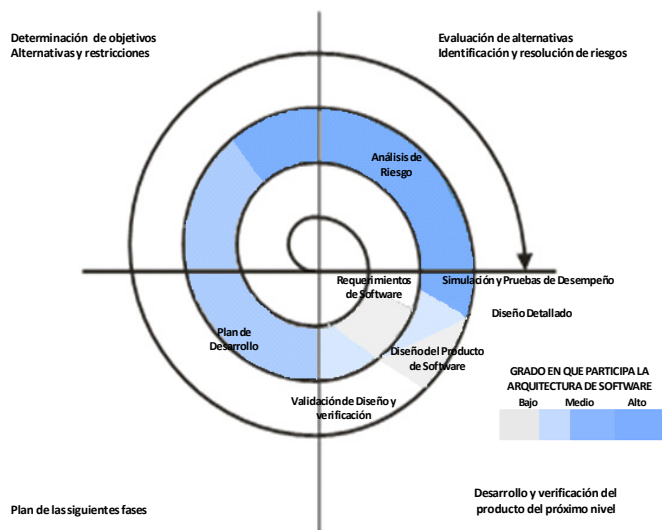 Determinación de objetivos
Alternativas y restricciones
Evaluación de alternativas
Identificación y resolución de riesgos
Análisis de
Riesgo
Requerimientos
de Software
Simulación y Pruebas de Desempeño
Diseño Detallado
Plan de
Desarrollo
Diseño del Producto
de Software
Validación de Diseño y
verificación
GRADO EN QUE PARTICIPA LA
ARQUITECTURA DE SOFTWARE
Bajo Medio Alto
Plan de las siguientes fases
Desarrollo y verificación del
producto del próximo nivel